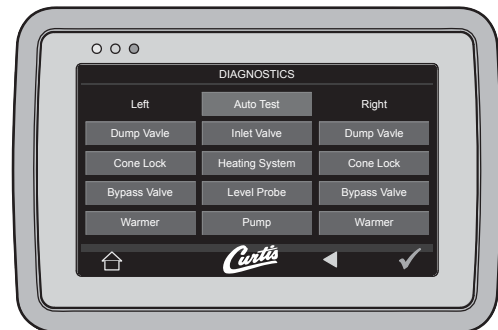 DIAGNOSTICS
Left Auto Test Right
Dump Vavle Inlet Valve Dump Vavle
Cone Lock Heating System Cone Lock
Bypass Valve Level Probe Bypass Valve
Warmer Pump Warmer
Curtis